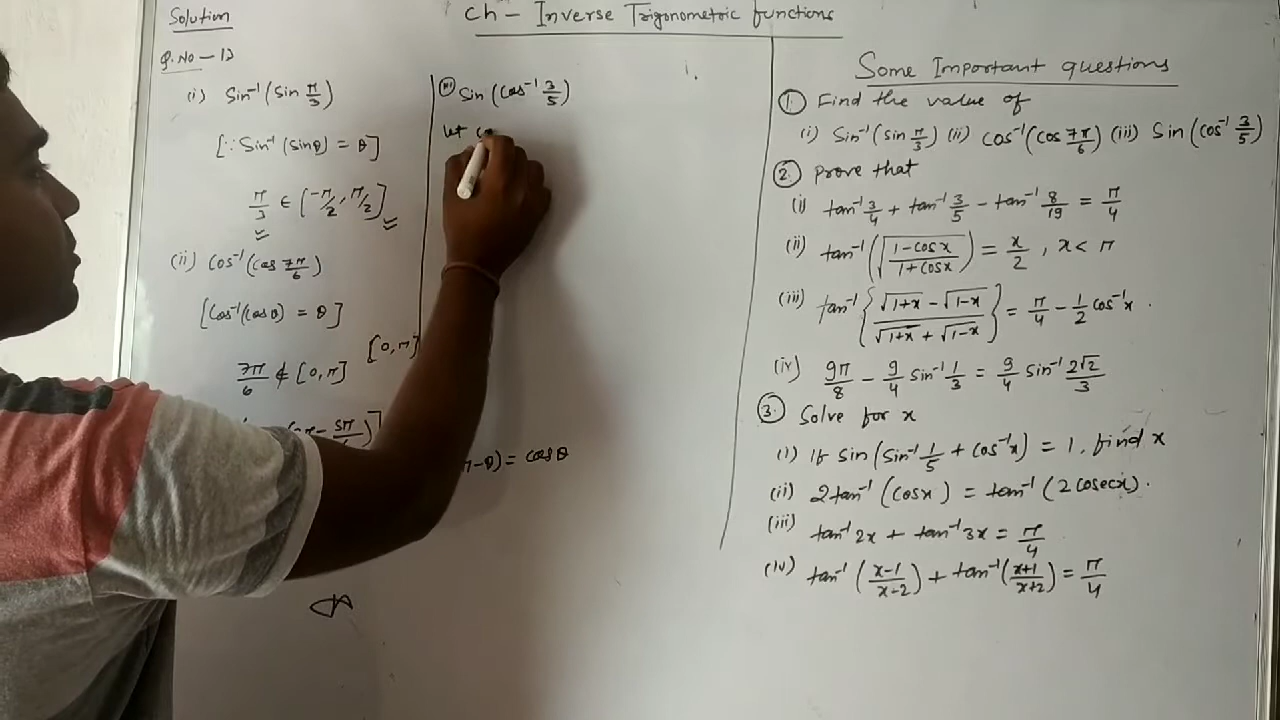 Ch - Inverse Trigonometric functions
Solution
Q.No - 1)
(i) Sin⁻¹(Sin π/3)
[∵ Sin⁻¹(sinθ) = θ]
π/3 ∈ [-π/2, π/2]
(ii) Cos⁻¹(cos 7π/6)
[Cos⁻¹(cosθ) = θ]
[0, π]
7π/6 ∉ [0, π]
- 5π
-θ) = cosθ
(iii) Sin(cos⁻¹ 3/5)
let c
Some Important questions
① Find the value of
(i) Sin⁻¹(sin π/3) (ii) cos⁻¹(cos 7π/6) (iii) Sin(cos⁻¹ 3/5)
② prove that
(i) tan⁻¹ 3/4 + tan⁻¹ 3/5 - tan⁻¹ 8/19 = π/4
(ii) tan⁻¹(√(1-cosx)/(1+cosx)) = x/2, x < π
(iii) tan⁻¹{(√1+x - √1-x)/(√1+x + √1-x)} = π/4 - 1/2 cos⁻¹x.
(iv) 9π/8 - 9/4 sin⁻¹ 1/3 = 9/4 sin⁻¹ 2√2/3
③ Solve for x
(i) If sin(sin⁻¹ 1/5 + cos⁻¹x) = 1, find x
(ii) 2tan⁻¹(cosx) = tan⁻¹(2cosecx).
(iii) tan⁻¹2x + tan⁻¹3x = π/4
(iv) tan⁻¹(x-1/x-2) + tan⁻¹(x+1/x+2) = π/4